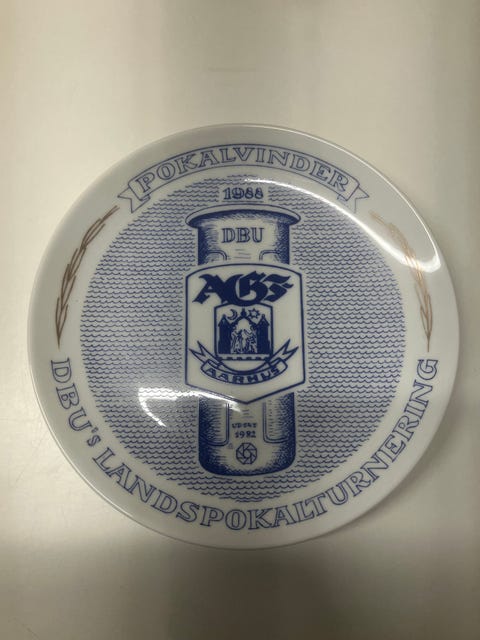 POKALVINDER
1988
DBU
AGF
AARHUS
UDSAT
1982
DBU's LANDSPOKALTURNERING